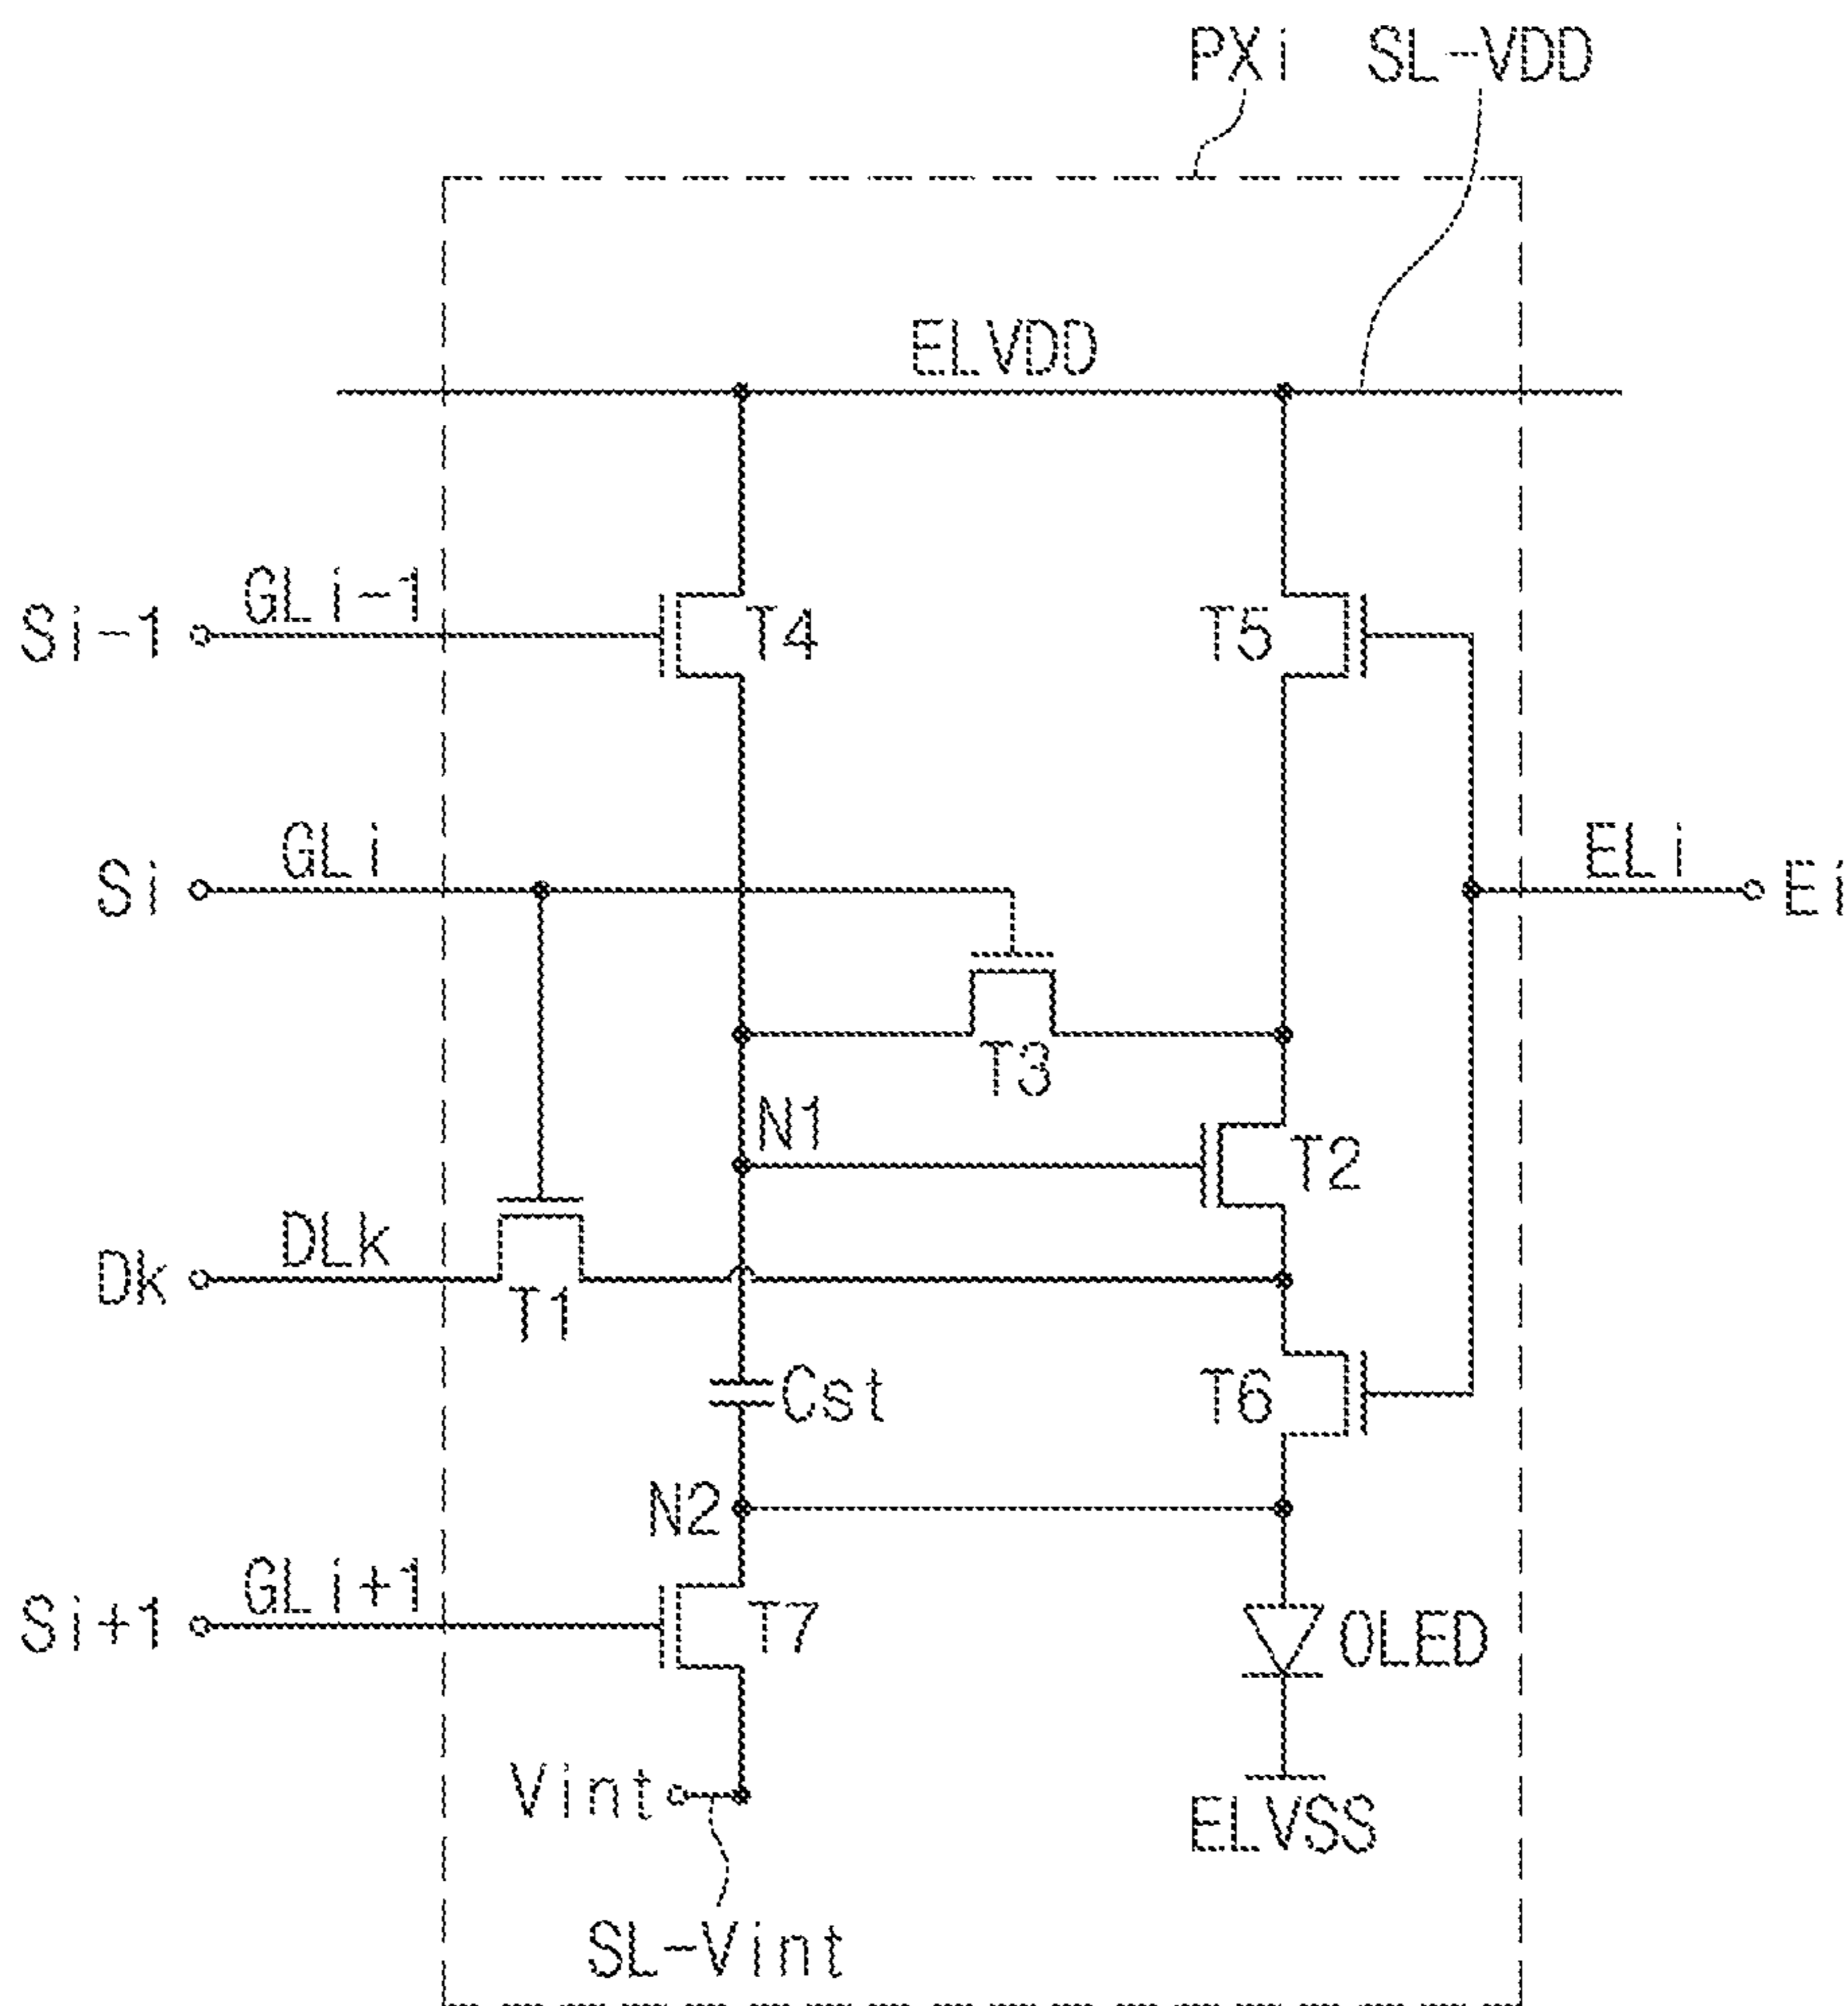 PXi SL-VDD
ELVDD
GLi-1
Si-1 T4 T5
GLi ELi
Si Ei
T3
N1
T2
DLk
Dk
T1
Cst T6
N2
GLi+1
Si+1 T7 OLED
Vint
ELVSS
SL-Vint